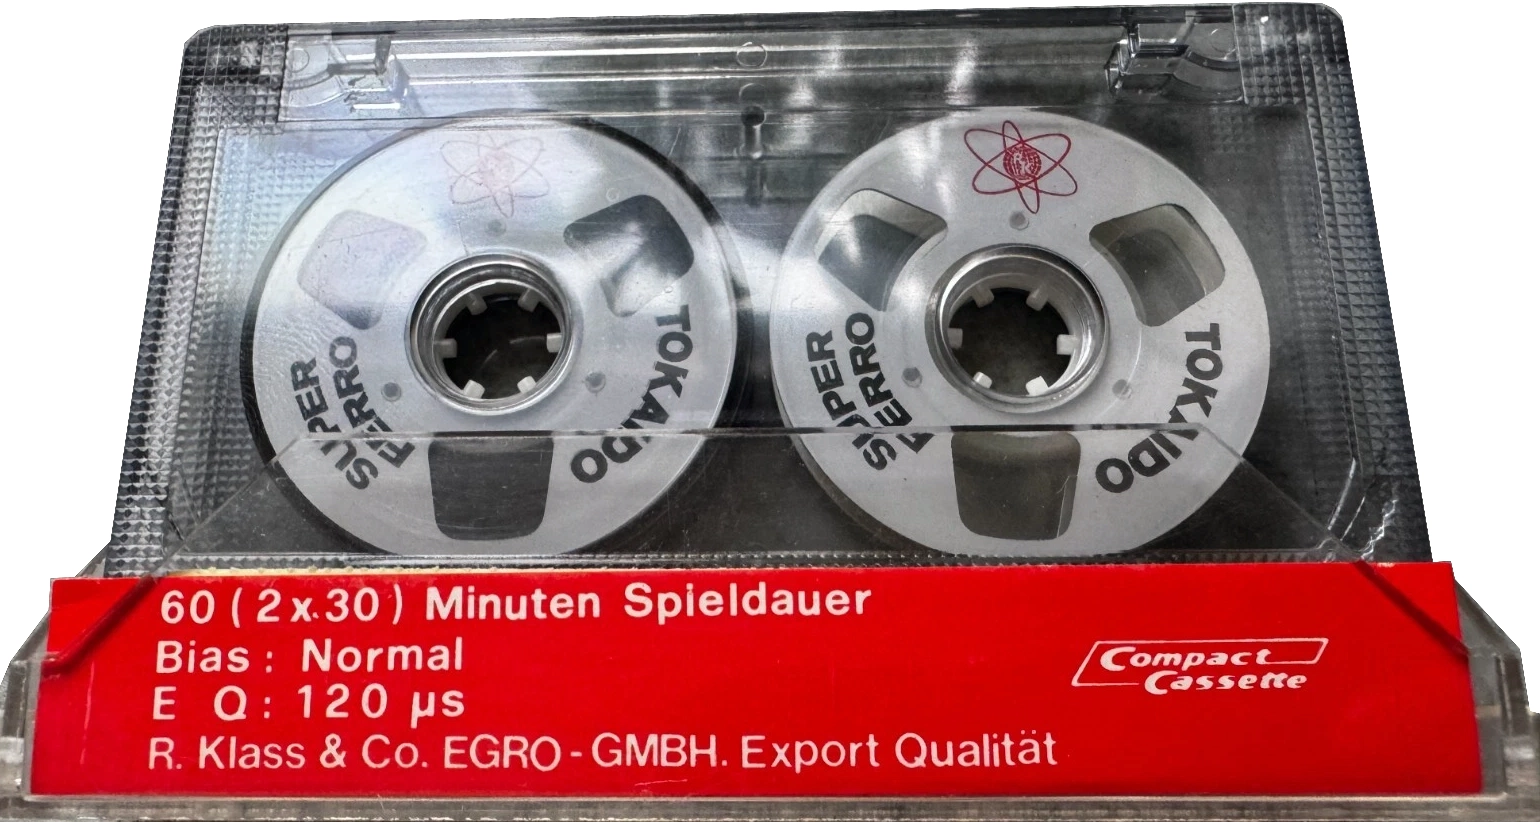 SUPER
FERRO
TOKAIDO
SUPER
FERRO
TOKAIDO
60 (2x30) Minuten Spieldauer
Bias: Normal
E Q: 120 µs
R. Klass & Co. EGRO-GMBH. Export Qualität
Compact
Cassette